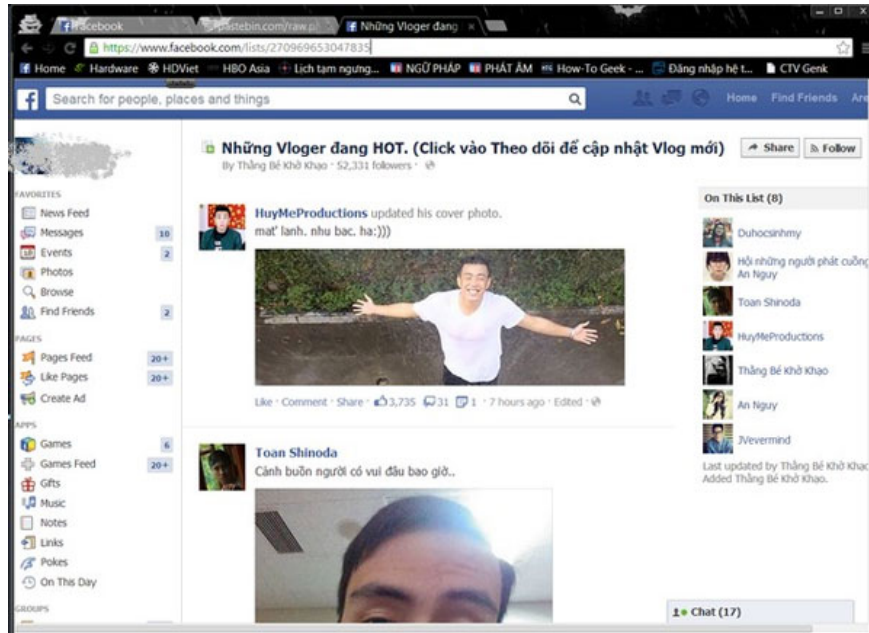 Facebook
pastebin.com/raw.p
Những Vloger đang
https://www.facebook.com/lists/270969653047835
Home
Hardware
HDViet
HBO Asia
Lịch tạm ngưng...
NGỮ PHÁP
PHÁT ÂM
How-To Geek - ...
Đăng nhập hệ t...
CTV Genk
Search for people, places and things
Home
Find Friends
Are
Những Vloger đang HOT. (Click vào Theo dõi để cập nhật Vlog mới)
Share
Follow
By Thằng Bé Khờ Khạo · 52,331 followers ·
FAVORITES
News Feed
Messages 10
Events 2
Photos
Browse
Find Friends 2
PAGES
Pages Feed 20+
Like Pages 20+
Create Ad
APPS
Games 6
Games Feed 20+
Gifts
Music
Notes
Links
Pokes
On This Day
GROUPS
HuyMeProductions updated his cover photo.
mat' lanh. nhu bac. ha:)))
Like · Comment · Share · 3,735 31 1 · 7 hours ago · Edited ·
Toan Shinoda
Cảnh buồn người có vui đâu bao giờ..
On This List (8)
Duhocsinhmy
Hội những người phát cuồng
An Nguy
Toan Shinoda
HuyMeProductions
Thằng Bé Khờ Khạo
An Nguy
JVevermind
Last updated by Thằng Bé Khờ Khạo
Added Thằng Bé Khờ Khạo.
Chat (17)